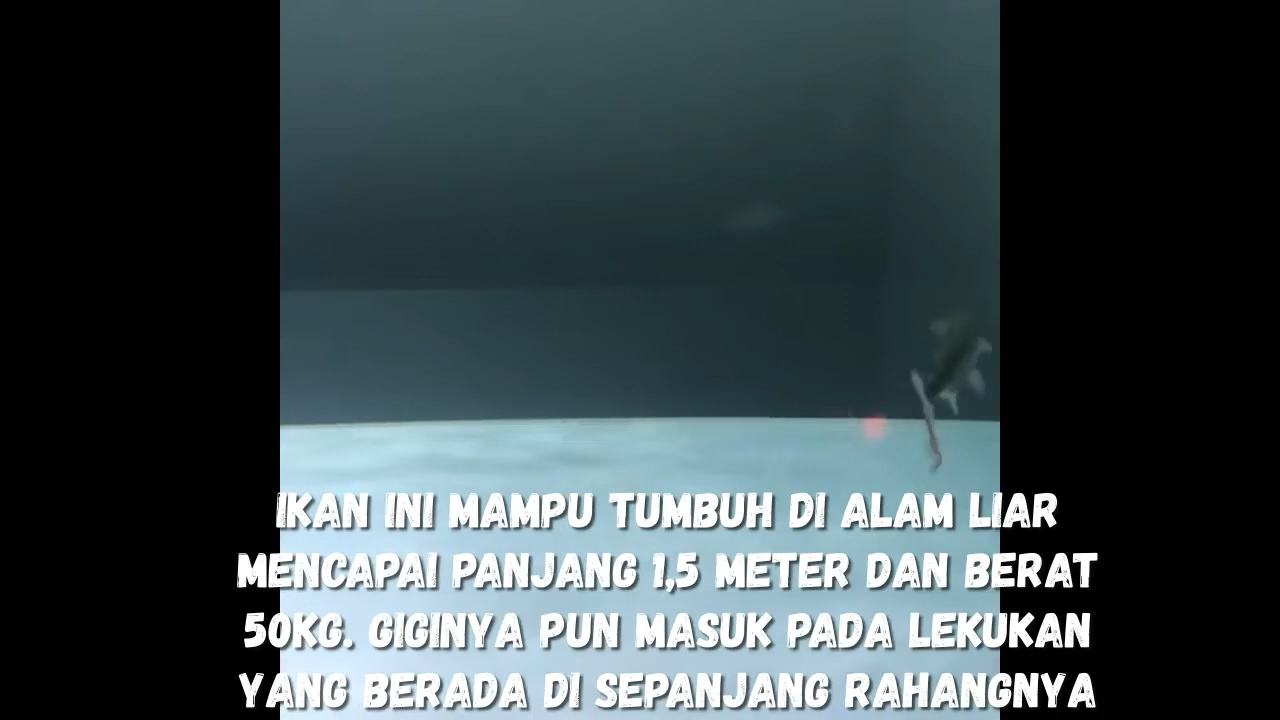 IKAN INI MAMPU TUMBUH DI ALAM LIAR
MENCAPAI PANJANG 1,5 METER DAN BERAT
50KG. GIGINYA PUN MASUK PADA LEKUKAN
YANG BERADA DI SEPANJANG RAHANGNYA